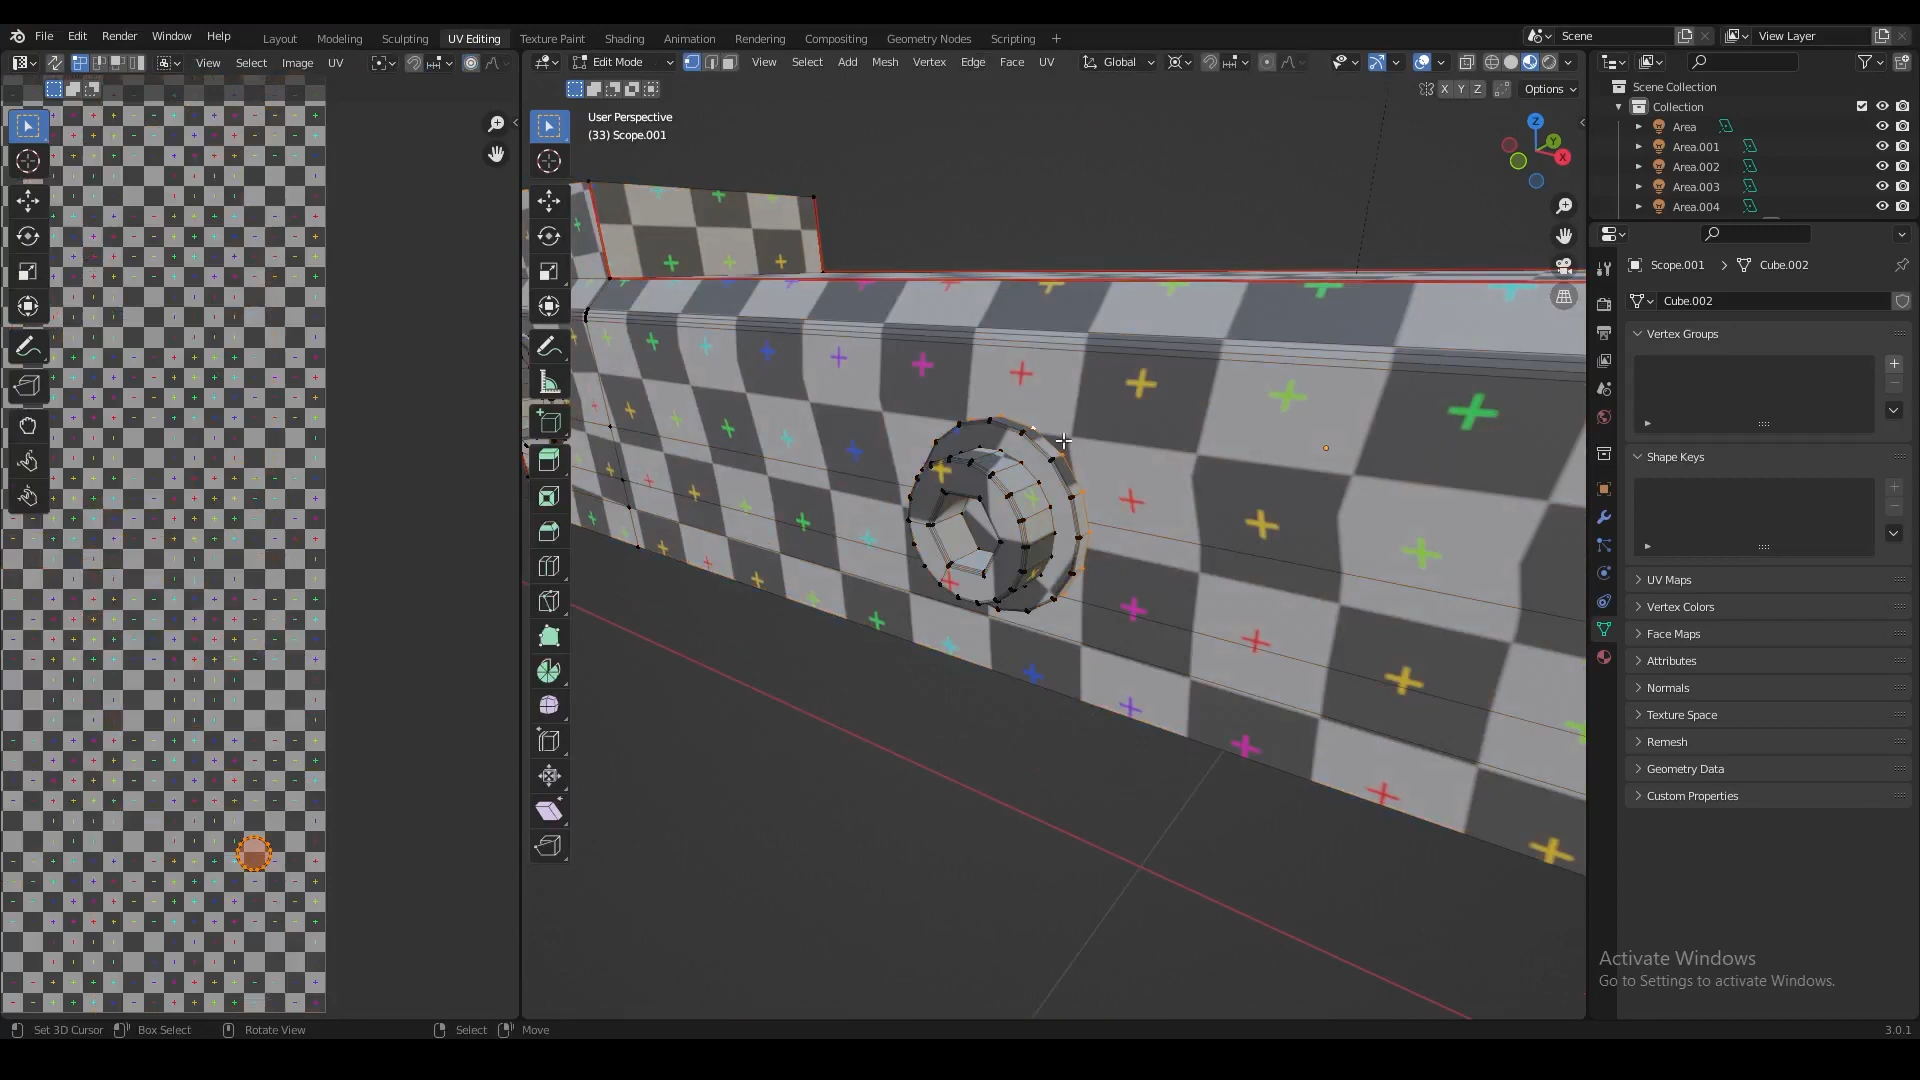 File Edit Render Window Help
Layout Modeling Sculpting UV Editing Texture Paint Shading Animation Rendering Compositing Geometry Nodes Scripting +
Scene
View Layer
View Select Image UV
Edit Mode
View Select Add Mesh Vertex Edge Face UV
Global
X Y Z
Options
User Perspective
(33) Scope.001
Z
Y
X
Scene Collection
Collection
Area
Area.001
Area.002
Area.003
Area.004
Scope.001 > Cube.002
Cube.002
Vertex Groups
Shape Keys
UV Maps
Vertex Colors
Face Maps
Attributes
Normals
Texture Space
Remesh
Geometry Data
Custom Properties
Activate Windows
Go to Settings to activate Windows.
Set 3D Cursor Box Select Rotate View Select Move
3.0.1